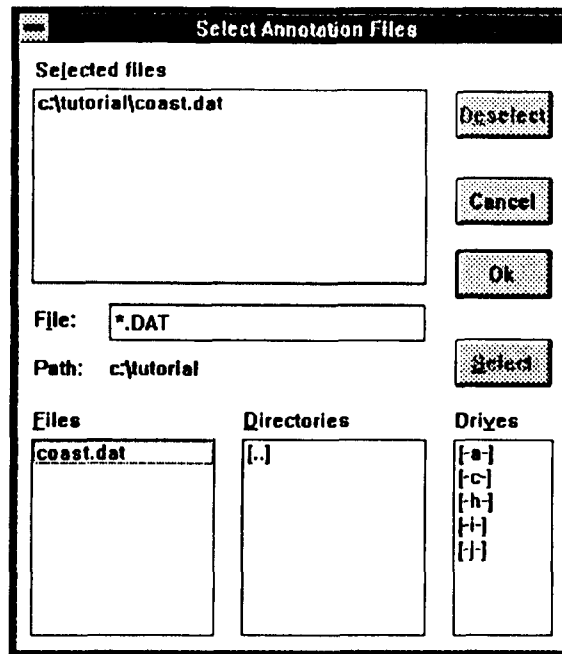 Select Annotation Files
Selected files
c:\tutorial\coast.dat
Deselect
Cancel
Ok
File: *.DAT
Path: c:\tutorial
Select
Files
coast.dat
Directories
[..]
Drives
[-a-]
[-c-]
[-h-]
[-i-]
[-j-]